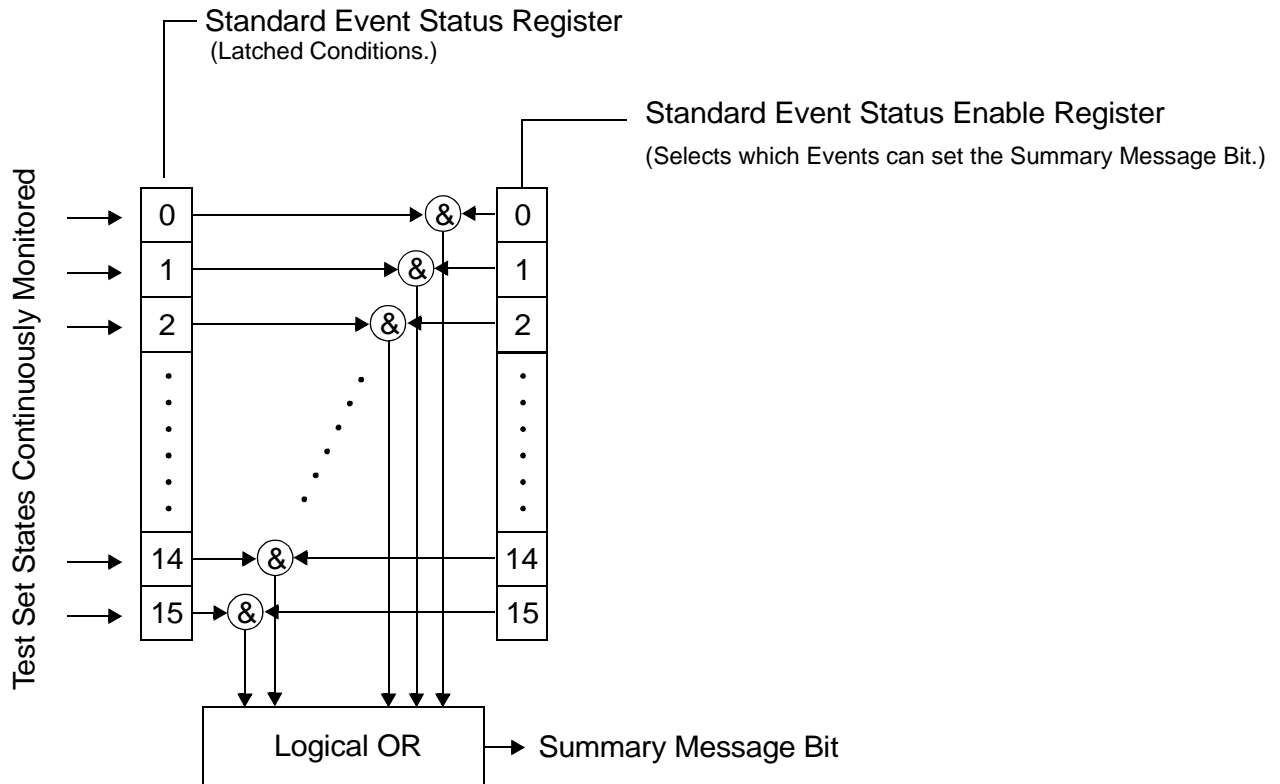 Standard Event Status Register
(Latched Conditions.)
Standard Event Status Enable Register
(Selects which Events can set the Summary Message Bit.)
Test Set States Continuously Monitored
0 & 0
1 & 1
2 & 2
14 & 14
15 & 15
Logical OR
Summary Message Bit